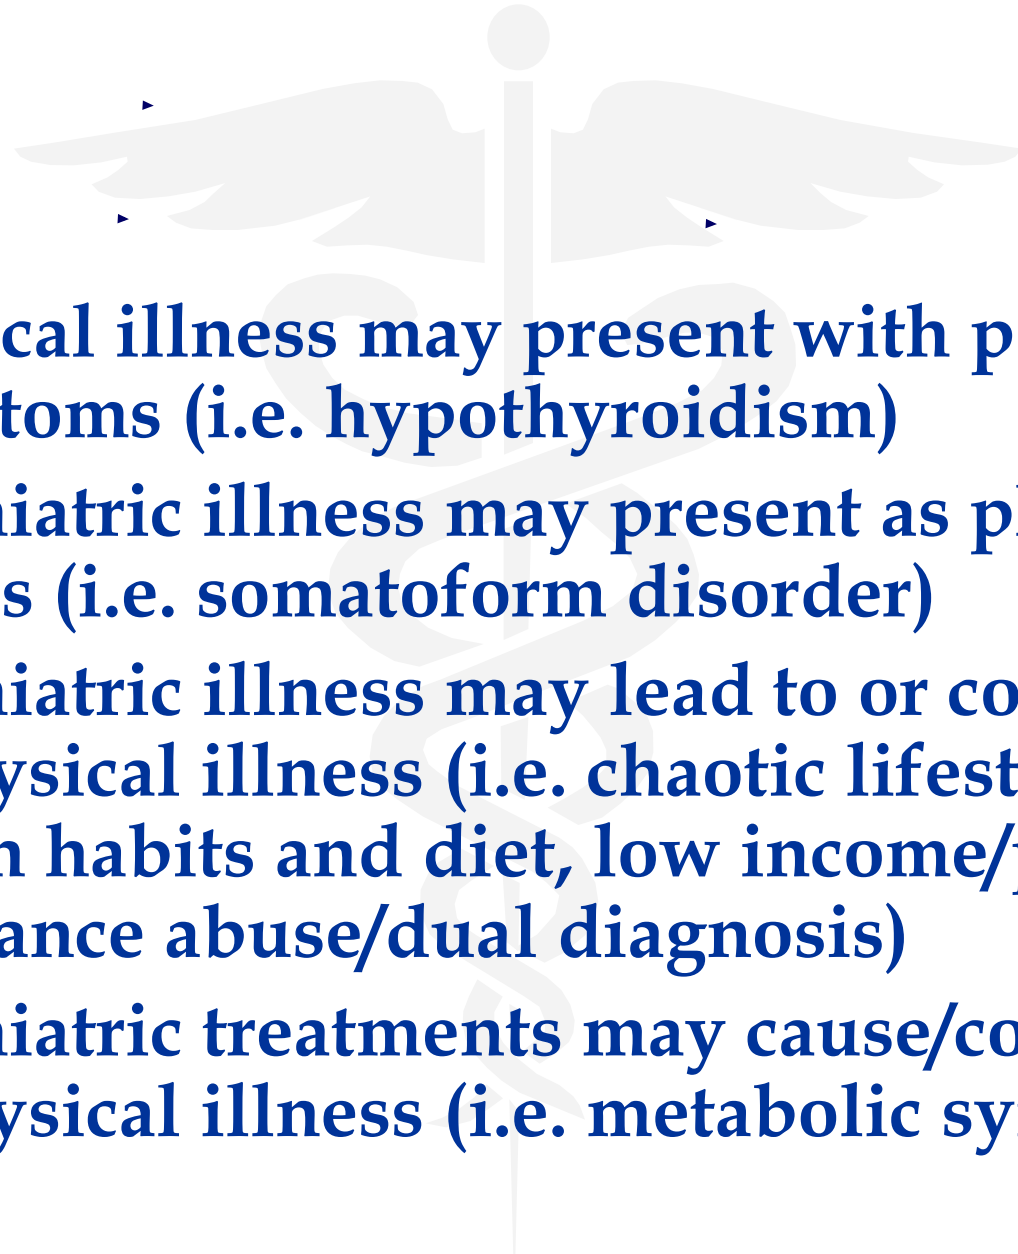 cal illness may present with p
toms (i.e. hypothyroidism)
iatric illness may present as p
s (i.e. somatoform disorder)
iatric illness may lead to or co
ysical illness (i.e. chaotic lifest
habits and diet, low income/
ance abuse/dual diagnosis)
iatric treatments may cause/co
ysical illness (i.e. metabolic sy